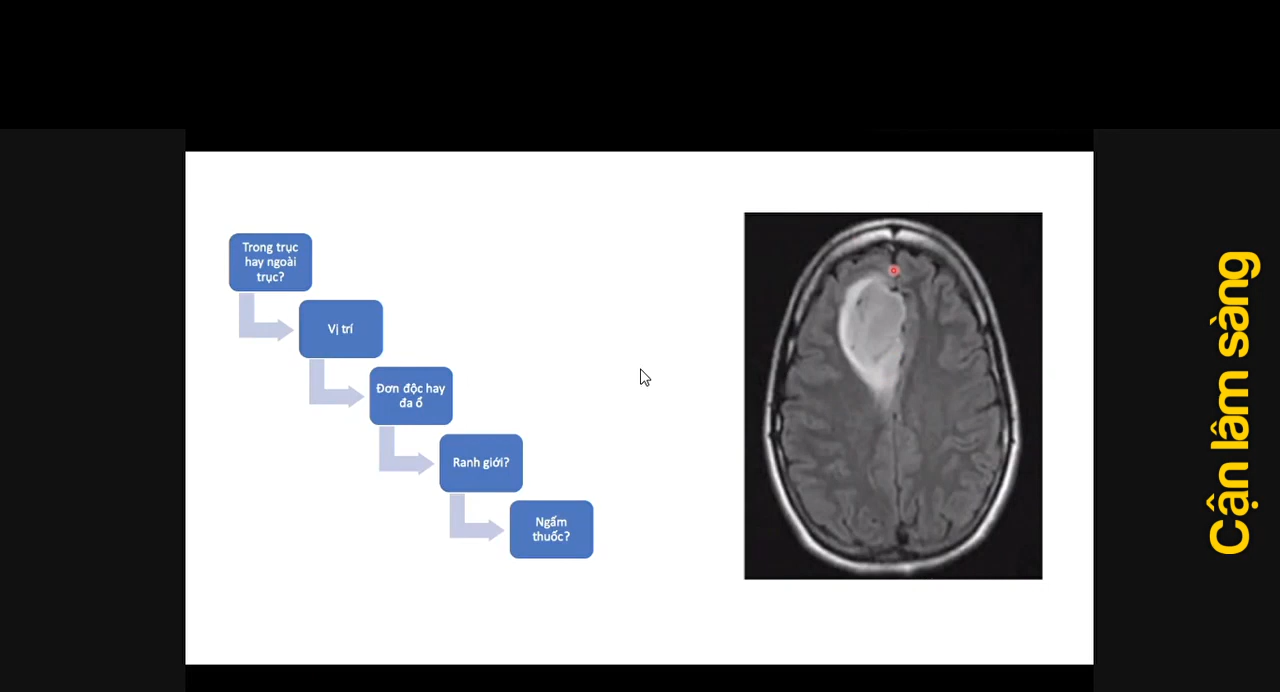 Trong trục
hay ngoài
trục?
Vị trí
Đơn độc hay
đa ổ
Ranh giới?
Ngấm
thuốc?
Cận lâm sàng